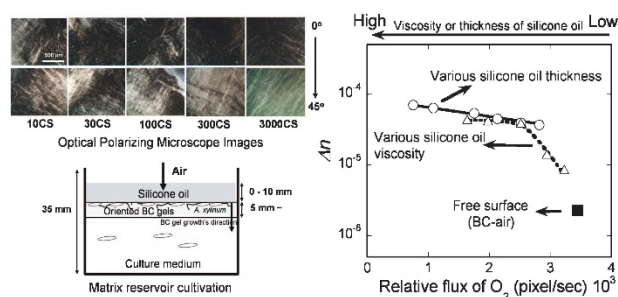 0°
500 μm
45°
10CS 30CS 100CS 300CS 3000CS
Optical Polarizing Microscope Images
Air
Silicone oil
0 - 10 mm
35 mm
Oriented BC gels
A. xylinum
5 mm ~
BC gel growth's direction
Culture medium
Matrix reservoir cultivation
High Viscosity or thickness of silicone oil Low
10⁻⁴
Various silicone oil thickness
Δn
10⁻⁵
Various silicone oil
viscosity
Free surface
(BC-air)
10⁻⁶
0 1 2 3 4
Relative flux of O₂ (pixel/sec) 10³